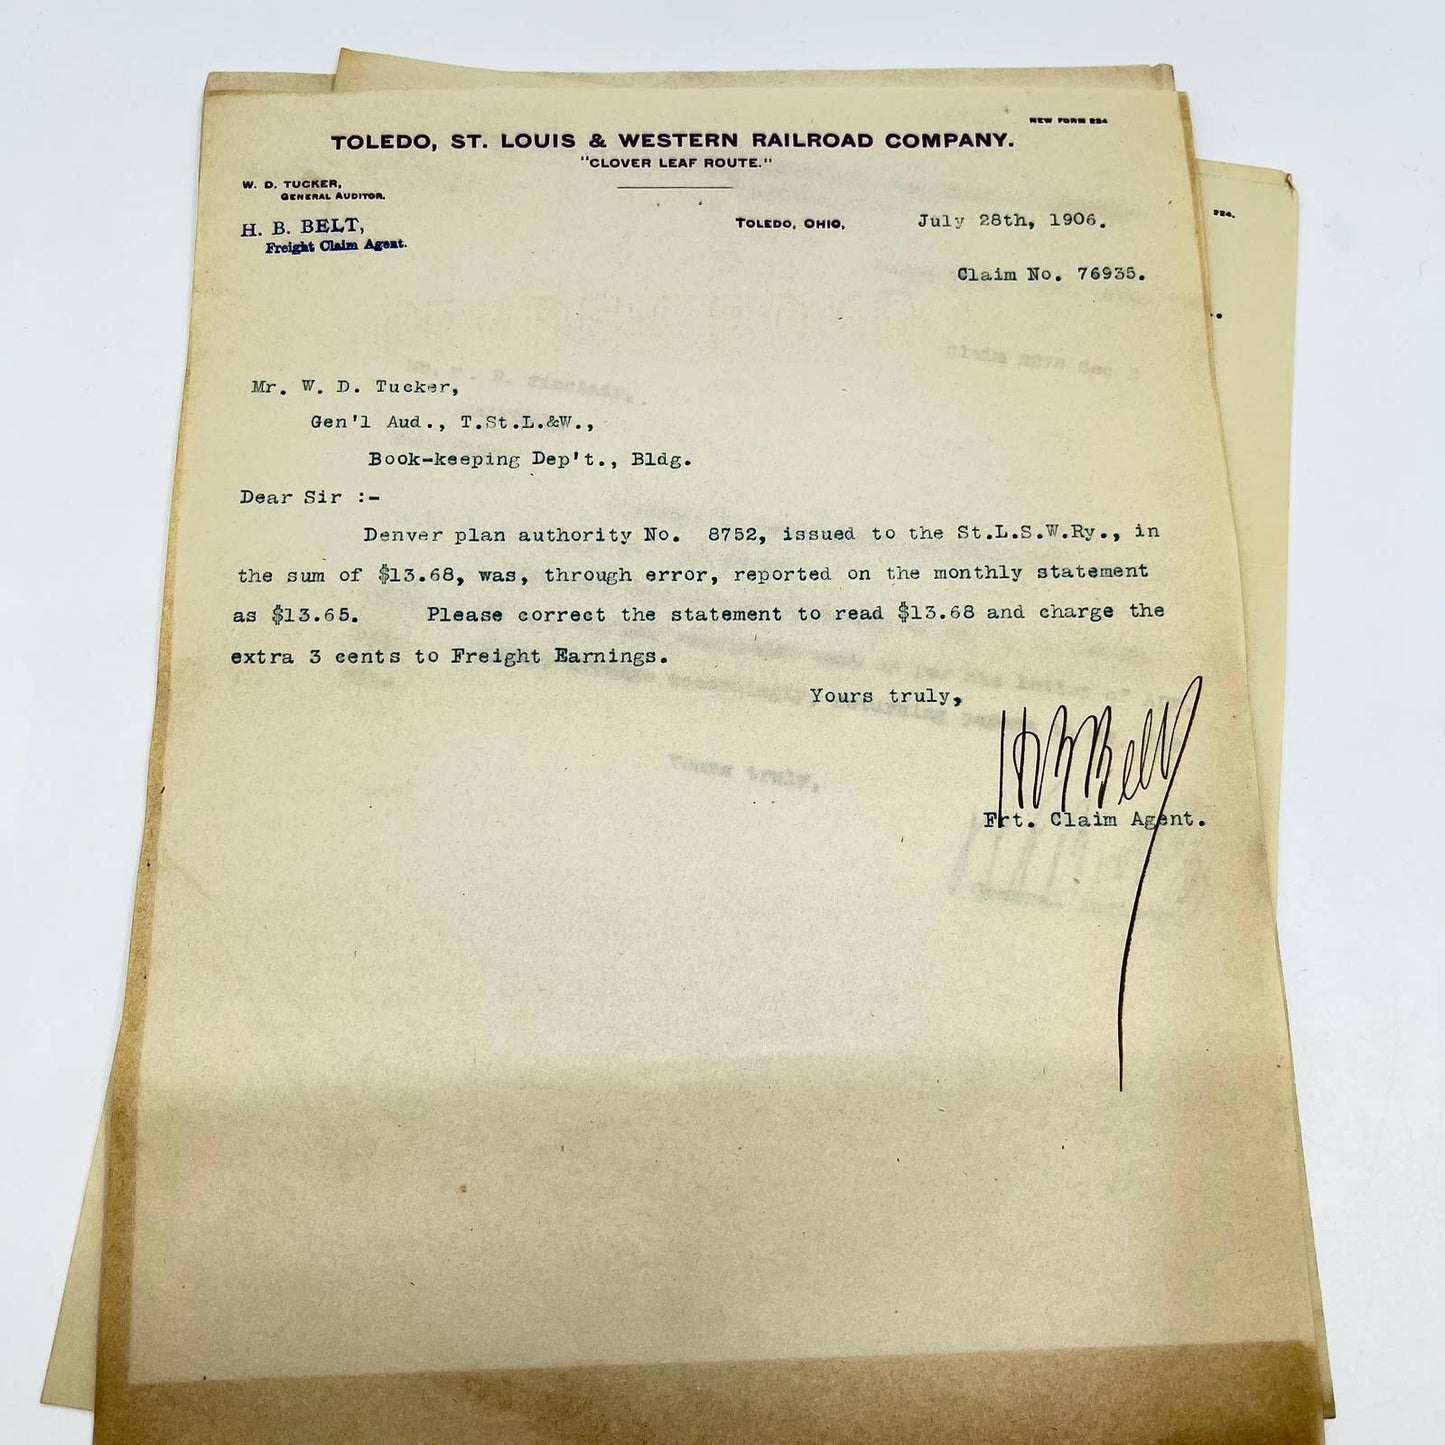 NEW FORM 224
TOLEDO, ST. LOUIS & WESTERN RAILROAD COMPANY.
"CLOVER LEAF ROUTE."
W. D. TUCKER,
GENERAL AUDITOR.
H. B. BELT,
Freight Claim Agent.
TOLEDO, OHIO, July 28th, 1906.
Claim No. 76935.
Mr. W. D. Tucker,
Gen'l Aud., T.St.L.&W.,
Book-keeping Dep't., Bldg.
Dear Sir :-
Denver plan authority No. 8752, issued to the St.L.S.W.Ry., in
the sum of $13.68, was, through error, reported on the monthly statement
as $13.65. Please correct the statement to read $13.68 and charge the
extra 3 cents to Freight Earnings.
Yours truly,
H B Belt
Frt. Claim Agent.
224.
Yours truly,